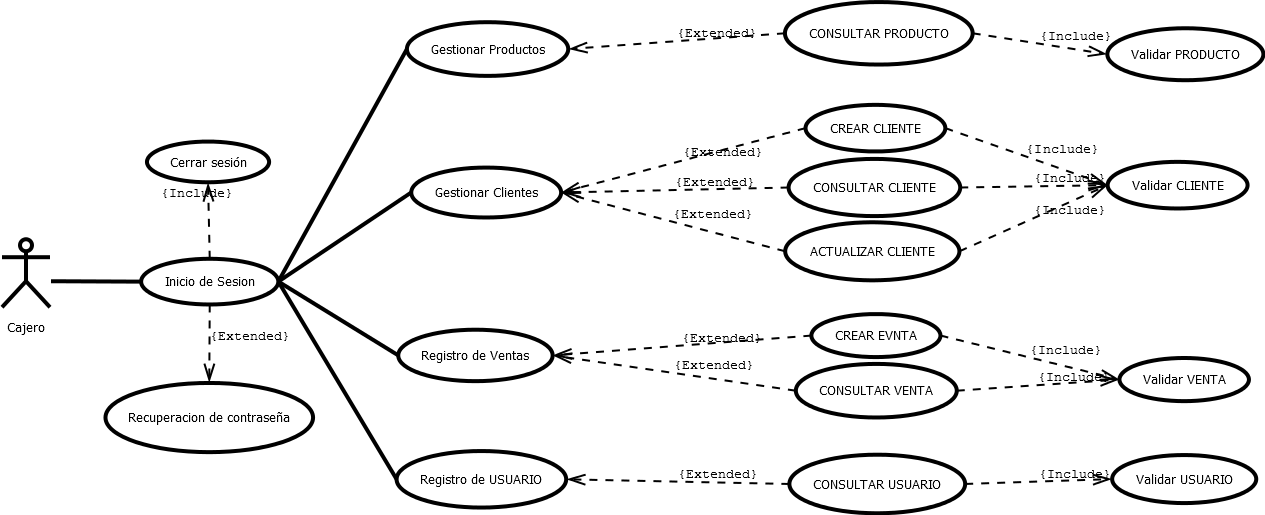 Gestionar Productos
{Extended}
CONSULTAR PRODUCTO
{Include}
Validar PRODUCTO
Cerrar sesión
{Include}
Gestionar Clientes
{Extended}
{Extended}
{Extended}
CREAR CLIENTE
CONSULTAR CLIENTE
ACTUALIZAR CLIENTE
{Include}
{Include}
{Include}
Validar CLIENTE
Cajero
Inicio de Sesion
{Extended}
Recuperacion de contraseña
Registro de Ventas
{Extended}
{Extended}
CREAR EVNTA
CONSULTAR VENTA
{Include}
{Include}
Validar VENTA
Registro de USUARIO
{Extended}
CONSULTAR USUARIO
{Include}
Validar USUARIO